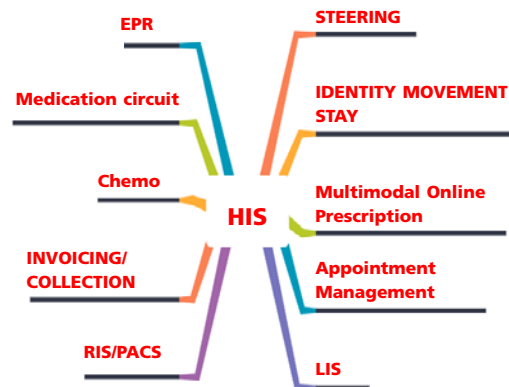 EPR
Medication circuit
Chemo
INVOICING/
COLLECTION
RIS/PACS
HIS
STEERING
IDENTITY MOVEMENT
STAY
Multimodal Online
Prescription
Appointment
Management
LIS